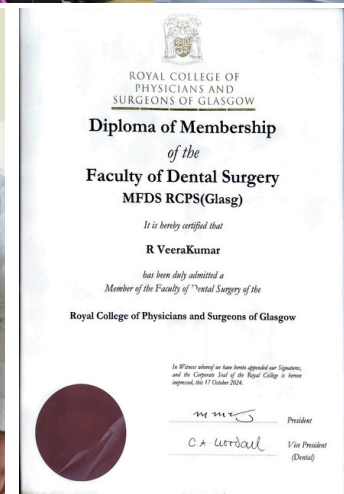 ROYAL COLLEGE OF
PHYSICIANS AND
SURGEONS OF GLASGOW
Diploma of Membership
of the
Faculty of Dental Surgery
MFDS RCPS(Glasg)
It is hereby certified that
R VeeraKumar
has been duly admitted a
Member of the Faculty of Dental Surgery of the
Royal College of Physicians and Surgeons of Glasgow
In Witness whereof we have hereto appended our Signatures,
and the Corporate Seal of the Royal College is hereon
impressed, this 17 October 2024.
President
C A Woodall
Vice President
(Dental)